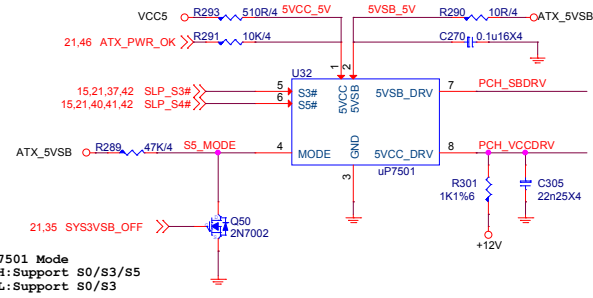 VCC5 R293 510R/4 5VCC_5V 5VSB_5V R290 10R/4 ATX_5VSB
21,46 ATX_PWR_OK R291 10K/4 C270 0.1u16X4
U32
1 2
15,21,37,42 SLP_S3# 5 S3# 5VCC 5VSB 5VSB_DRV 7 PCH_SBDRV
15,21,40,41,42 SLP_S4# 6 S5#
ATX_5VSB R289 47K/4 S5_MODE 4 MODE GND 5VCC_DRV 8 PCH_VCCDRV
3 uP7501
R301
1K1%6
C305
22n25X4
21,35 SYS3VSB_OFF Q50
2N7002
+12V
7501 Mode
H:Support S0/S3/S5
L:Support S0/S3